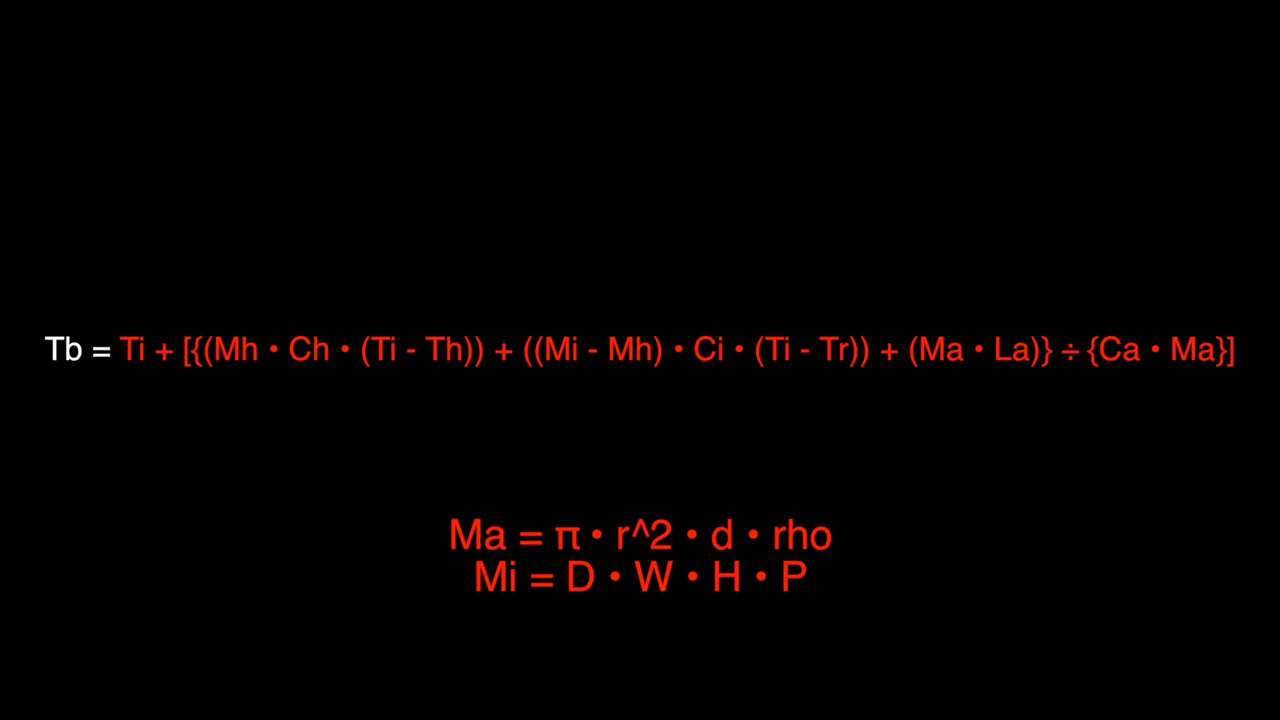 Tb = Ti + [{(Mh • Ch • (Ti - Th)) + ((Mi - Mh) • Ci • (Ti - Tr)) + (Ma • La)} ÷ {Ca • Ma}]
Ma = π • r^2 • d • rho
Mi = D • W • H • P